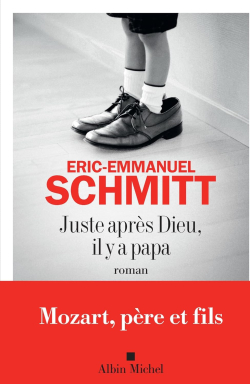 ERIC-EMMANUEL
SCHMITT
Juste après Dieu,
il y a papa
roman
Mozart, père et fils
Albin Michel